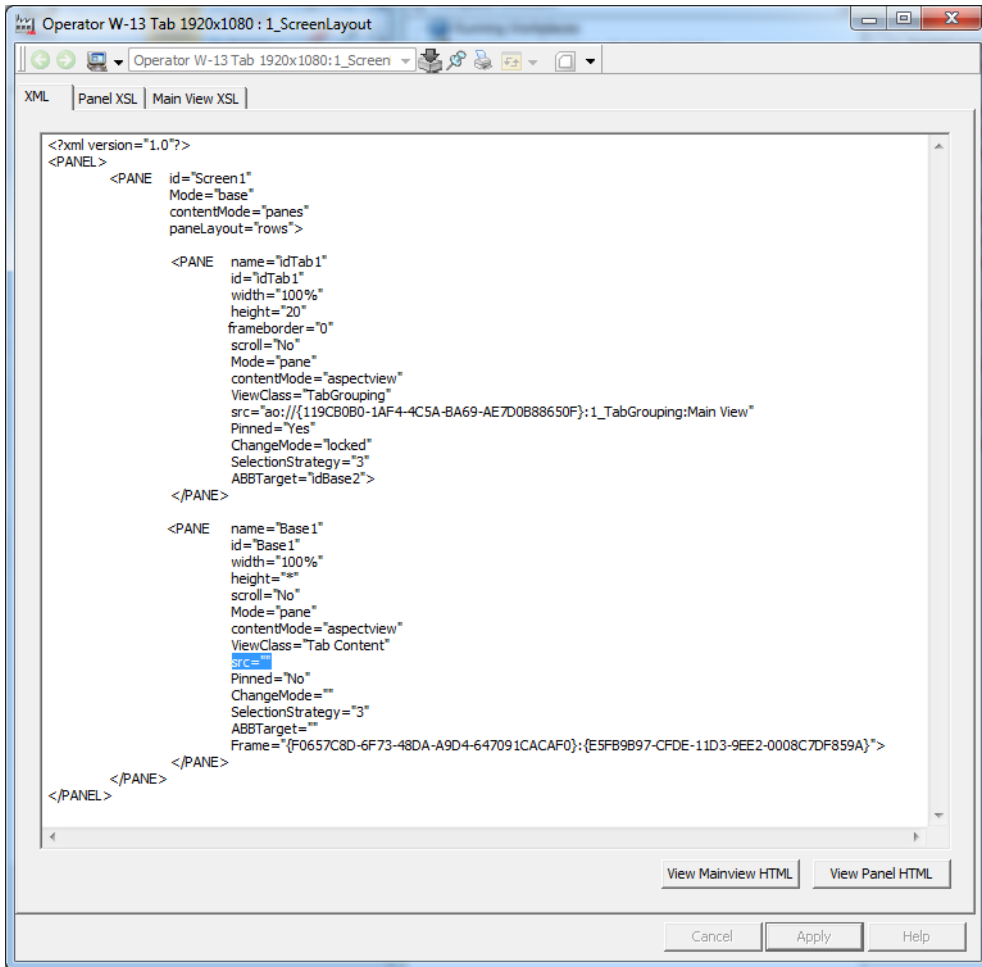 Operator W-13 Tab 1920x1080 : 1_ScreenLayout
Operator W-13 Tab 1920x1080:1_Screen
XML Panel XSL Main View XSL
<?xml version="1.0"?>
<PANEL>
<PANE id="Screen1"
Mode="base"
contentMode="panes"
paneLayout="rows">
<PANE name="idTab1"
id="idTab1"
width="100%"
height="20"
frameborder="0"
scroll="No"
Mode="pane"
contentMode="aspectview"
ViewClass="TabGrouping"
src="ao://{119CB0B0-1AF4-4C5A-BA69-AE7D0B88650F}:1_TabGrouping:Main View"
Pinned="Yes"
ChangeMode="locked"
SelectionStrategy="3"
ABBTarget="idBase2">
</PANE>
<PANE name="Base1"
id="Base1"
width="100%"
height="*"
scroll="No"
Mode="pane"
contentMode="aspectview"
ViewClass="Tab Content"
src=""
Pinned="No"
ChangeMode=""
SelectionStrategy="3"
ABBTarget=""
Frame="{F0657C8D-6F73-48DA-A9D4-647091CACAF0}:{E5FB9B97-CFDE-11D3-9EE2-0008C7DF859A}">
</PANE>
</PANE>
</PANEL>
View Mainview HTML View Panel HTML
Cancel Apply Help